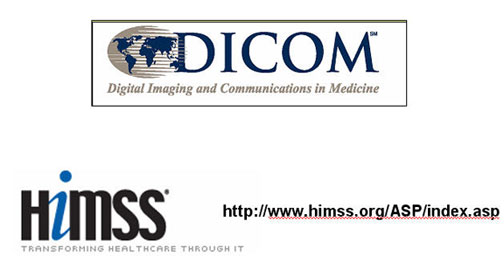 DICOM℠
Digital Imaging and Communications in Medicine
HiMSS®
http://www.himss.org/ASP/index.asp
TRANSFORMING HEALTHCARE THROUGH IT